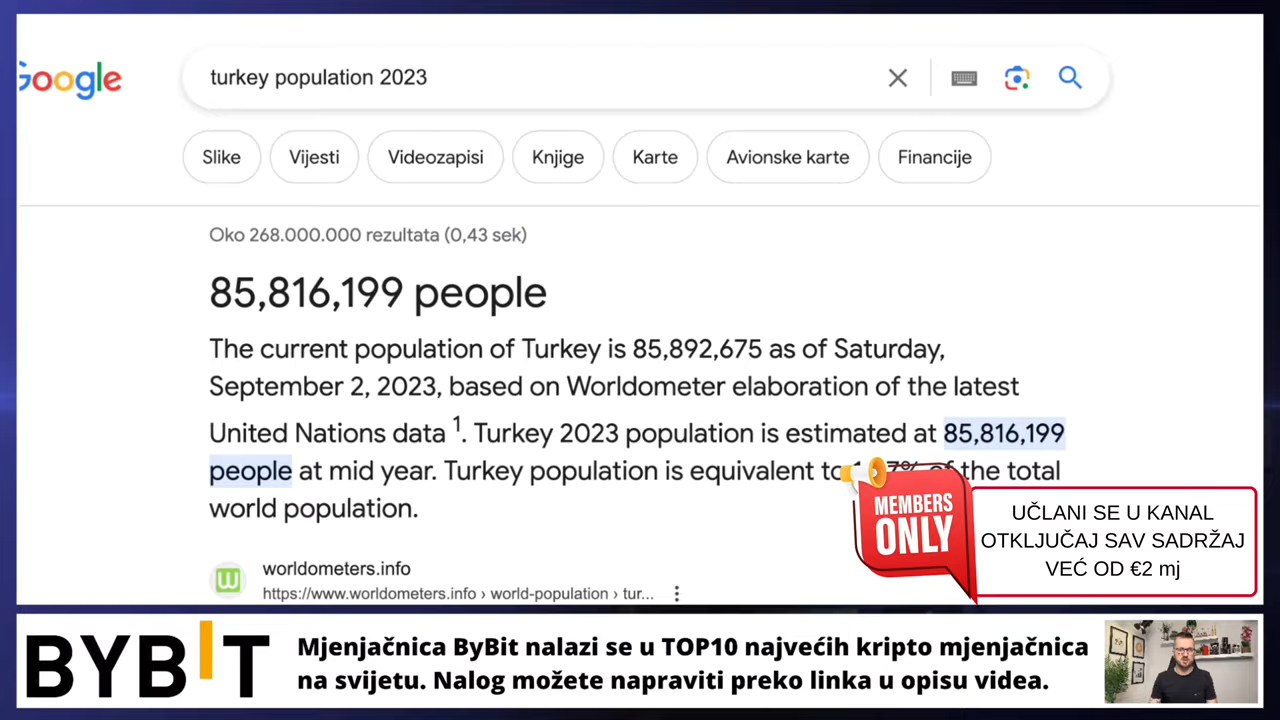 Google
turkey population 2023
Slike
Vijesti
Videozapisi
Knjige
Karte
Avionske karte
Financije
Oko 268.000.000 rezultata (0,43 sek)
85,816,199 people
The current population of Turkey is 85,892,675 as of Saturday,
September 2, 2023, based on Worldometer elaboration of the latest
United Nations data 1. Turkey 2023 population is estimated at 85,816,199
people at mid year. Turkey population is equivalent to of the total
world population.
worldometers.info
https://www.worldometers.info › world-population › tur...
MEMBERS
ONLY
UČLANI SE U KANAL
OTKLJUČAJ SAV SADRŽAJ
VEĆ OD €2 mj
BYBIT
Mjenjačnica ByBit nalazi se u TOP10 najvećih kripto mjenjačnica
na svijetu. Nalog možete napraviti preko linka u opisu videa.